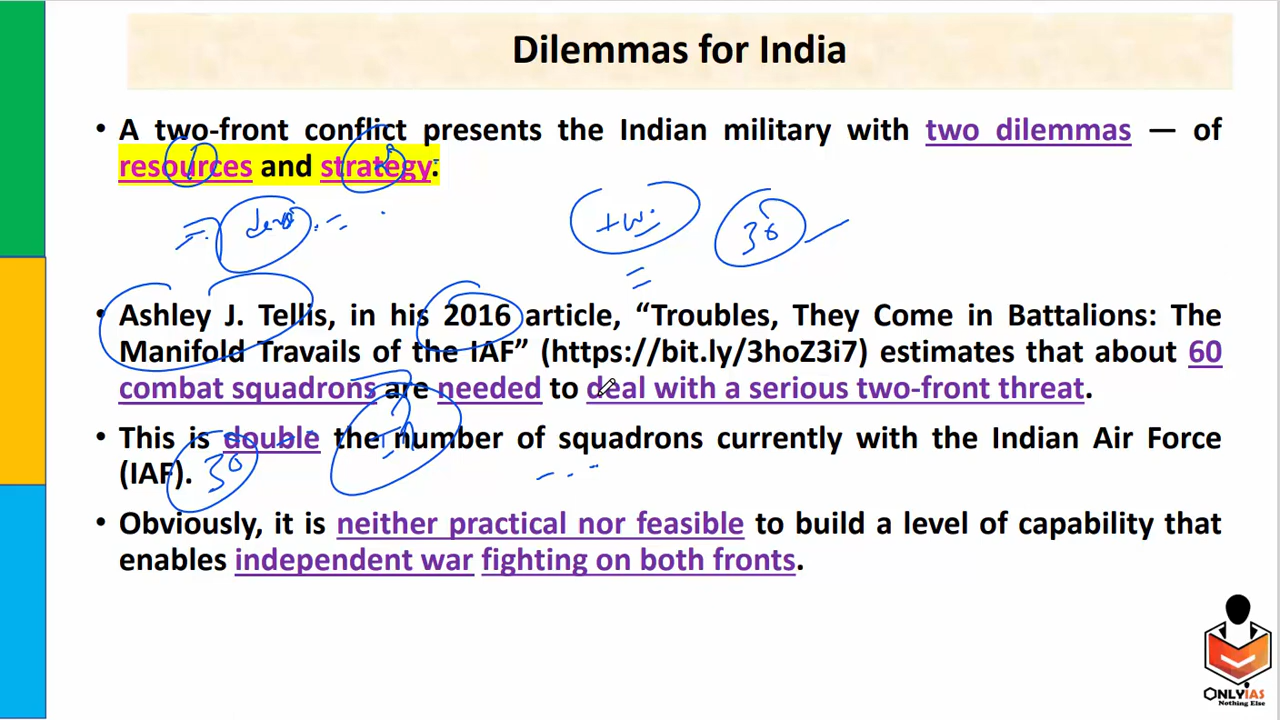 Dilemmas for India
• A two-front conflict presents the Indian military with two dilemmas — of
resources and strategy.
1 2
two 30
• Ashley J. Tellis, in his 2016 article, “Troubles, They Come in Battalions: The
Manifold Travails of the IAF” (https://bit.ly/3hoZ3i7) estimates that about 60
combat squadrons are needed to deal with a serious two-front threat.
• This is double the number of squadrons currently with the Indian Air Force
(IAF).
30
• Obviously, it is neither practical nor feasible to build a level of capability that
enables independent war fighting on both fronts.
ONLYIAS
Nothing Else